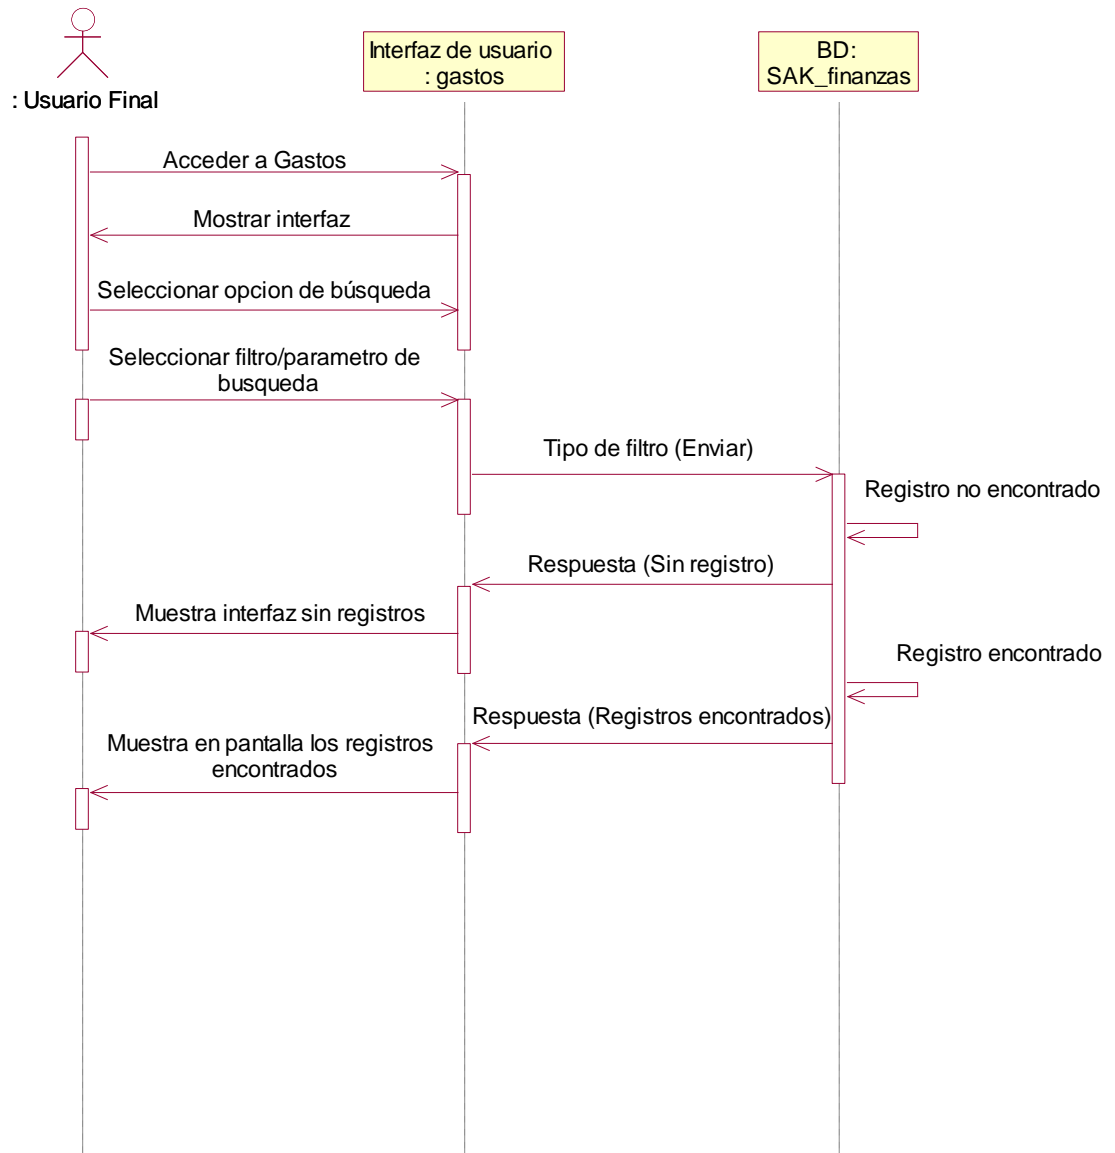 : Usuario Final
Interfaz de usuario
: gastos
BD:
SAK_finanzas
Acceder a Gastos
Mostrar interfaz
Seleccionar opcion de búsqueda
Seleccionar filtro/parametro de
busqueda
Tipo de filtro (Enviar)
Registro no encontrado
Respuesta (Sin registro)
Muestra interfaz sin registros
Registro encontrado
Respuesta (Registros encontrados)
Muestra en pantalla los registros
encontrados